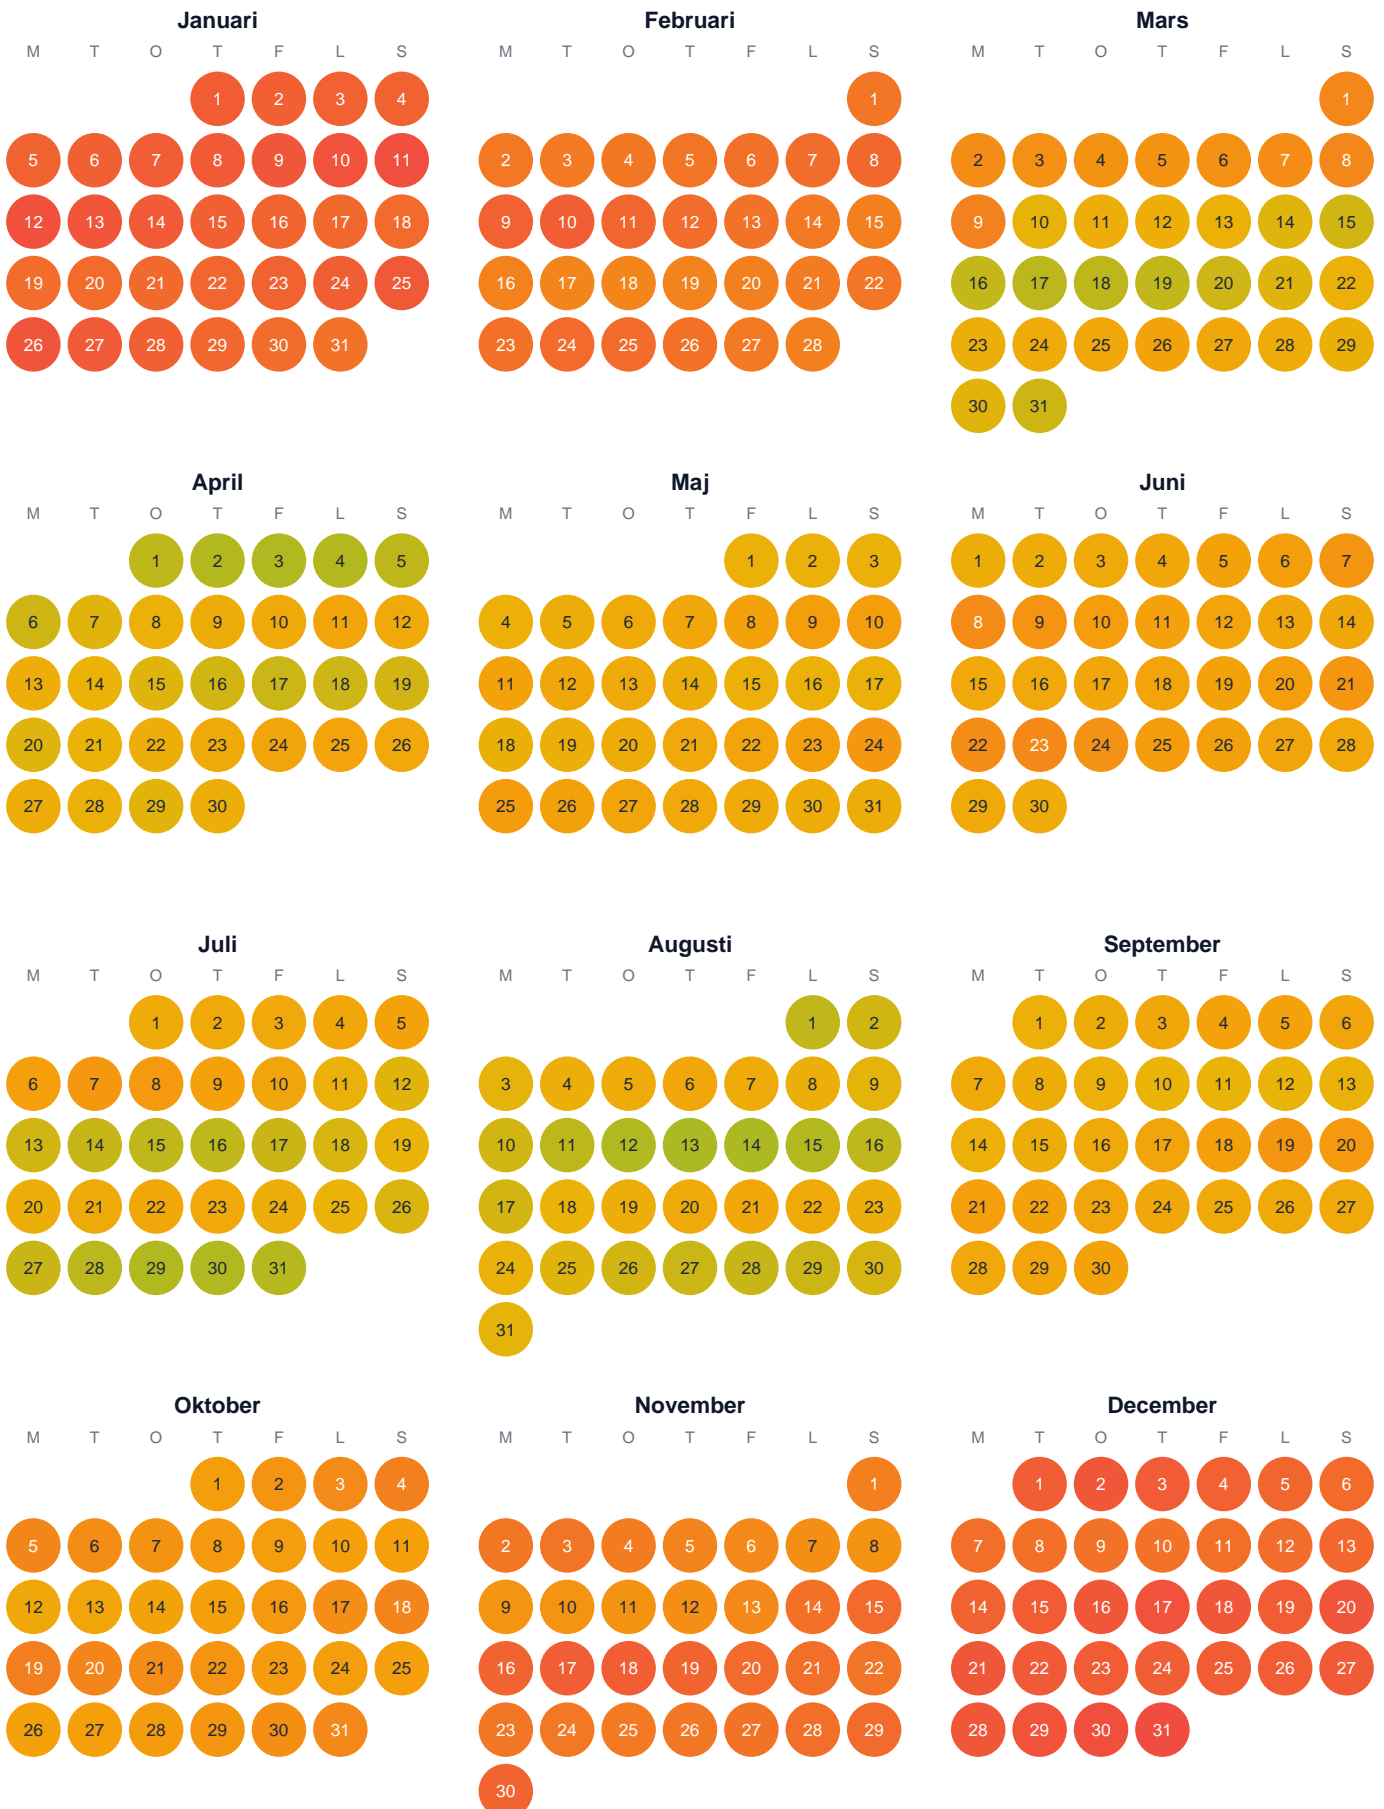 Januari Februari Mars
M T O T F L S M T O T F L S M T O T F L S
1 2 3 4 1 1
5 6 7 8 9 10 11 2 3 4 5 6 7 8 2 3 4 5 6 7 8
12 13 14 15 16 17 18 9 10 11 12 13 14 15 9 10 11 12 13 14 15
19 20 21 22 23 24 25 16 17 18 19 20 21 22 16 17 18 19 20 21 22
26 27 28 29 30 31 23 24 25 26 27 28 23 24 25 26 27 28 29
30 31
April Maj Juni
M T O T F L S M T O T F L S M T O T F L S
1 2 3 4 5 1 2 3 1 2 3 4 5 6 7
6 7 8 9 10 11 12 4 5 6 7 8 9 10 8 9 10 11 12 13 14
13 14 15 16 17 18 19 11 12 13 14 15 16 17 15 16 17 18 19 20 21
20 21 22 23 24 25 26 18 19 20 21 22 23 24 22 23 24 25 26 27 28
27 28 29 30 25 26 27 28 29 30 31 29 30
Juli Augusti September
M T O T F L S M T O T F L S M T O T F L S
1 2 3 4 5 1 2 1 2 3 4 5 6
6 7 8 9 10 11 12 3 4 5 6 7 8 9 7 8 9 10 11 12 13
13 14 15 16 17 18 19 10 11 12 13 14 15 16 14 15 16 17 18 19 20
20 21 22 23 24 25 26 17 18 19 20 21 22 23 21 22 23 24 25 26 27
27 28 29 30 31 24 25 26 27 28 29 30 28 29 30
31
Oktober November December
M T O T F L S M T O T F L S M T O T F L S
1 2 3 4 1 1 2 3 4 5 6
5 6 7 8 9 10 11 2 3 4 5 6 7 8 7 8 9 10 11 12 13
12 13 14 15 16 17 18 9 10 11 12 13 14 15 14 15 16 17 18 19 20
19 20 21 22 23 24 25 16 17 18 19 20 21 22 21 22 23 24 25 26 27
26 27 28 29 30 31 23 24 25 26 27 28 29 28 29 30 31
30